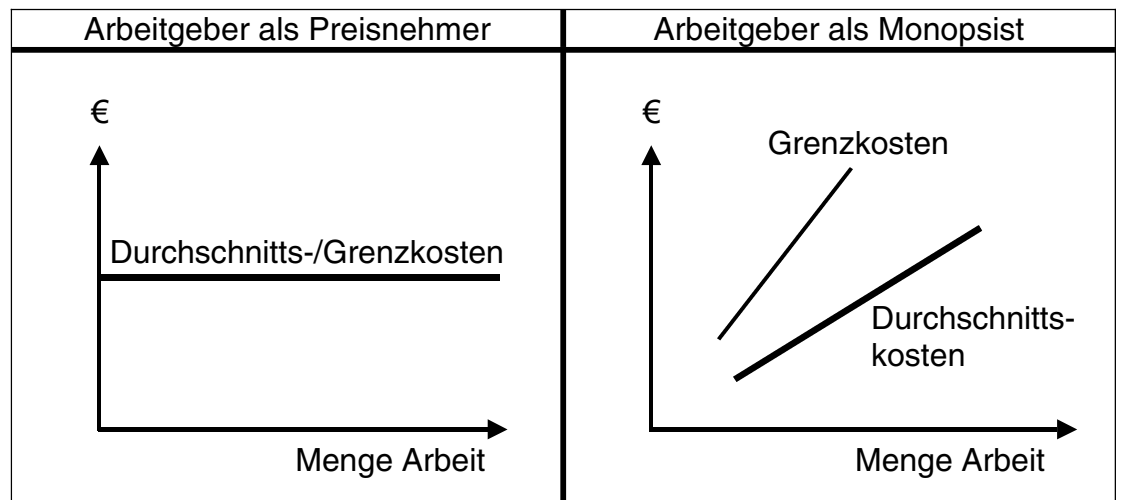 Arbeitgeber als Preisnehmer
€
Durchschnitts-/Grenzkosten
Menge Arbeit
Arbeitgeber als Monopsist
€
Grenzkosten
Durchschnitts-
kosten
Menge Arbeit